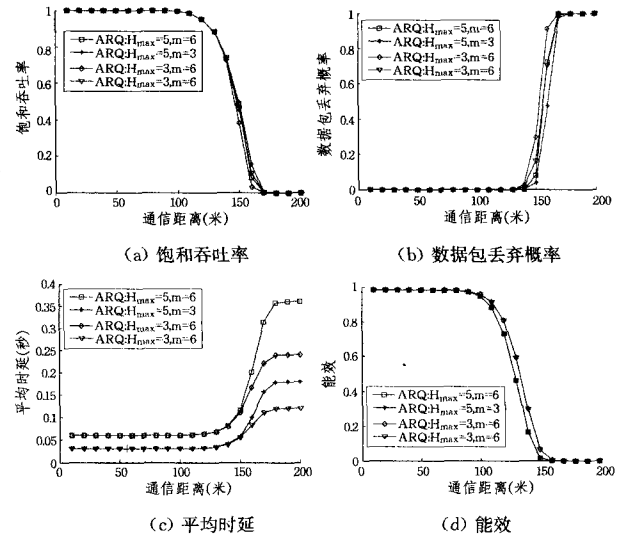 饱和吞吐率
1
0.8
0.6
0.4
0.2
0
ARQ:Hmax=5,m=6
ARQ:Hmax=5,m=3
ARQ:Hmax=3,m=6
ARQ:Hmax=3,m=6
0 50 100 150 200
通信距离(米)
(a) 饱和吞吐率
数据包丢弃概率
1
0.8
0.6
0.4
0.2
0
ARQ:Hmax=5,m=6
ARQ:Hmax=5,m=3
ARQ:Hmax=3,m=6
ARQ:Hmax=3,m=6
0 50 100 150 200
通信距离(米)
(b) 数据包丢弃概率
平均时延(秒)
0.4
0.35
0.3
0.25
0.2
0.15
0.1
0.05
0
ARQ:Hmax=5,m=6
ARQ:Hmax=5,m=3
ARQ:Hmax=3,m=6
ARQ:Hmax=3,m=6
0 50 100 150 200
通信距离(米)
(c) 平均时延
能效
1
0.8
0.6
0.4
0.2
0
ARQ:Hmax=5,m=6
ARQ:Hmax=5,m=3
ARQ:Hmax=3,m=6
ARQ:Hmax=3,m=6
0 50 100 150 200
通信距离(米)
(d) 能效